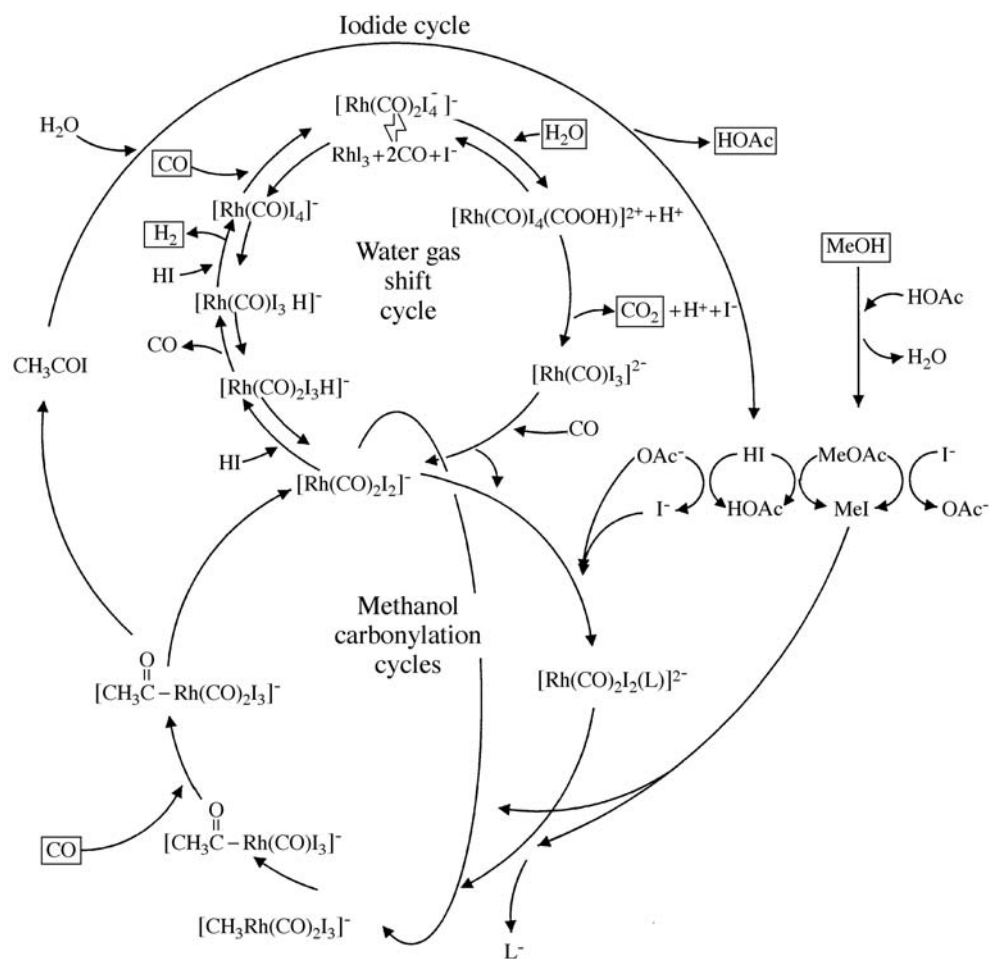 Iodide cycle
[Rh(CO)₂I₄⁻]⁻
H₂O
H₂O
HOAc
CO
RhI₃+2CO+I⁻
[Rh(CO)I₄]⁻
[Rh(CO)I₄(COOH)]²⁺+H⁺
H₂
Water gas
shift
cycle
MeOH
HI
HOAc
[Rh(CO)I₃ H]⁻
CO₂ +H⁺+I⁻
CO
H₂O
CH₃COI
[Rh(CO)₂I₃H]⁻
[Rh(CO)I₃]²⁻
CO
HI
OAc⁻
HI
MeOAc
I⁻
[Rh(CO)₂I₂]⁻
I⁻
HOAc
MeI
OAc⁻
Methanol
carbonylation
cycles
O
[CH₃C–Rh(CO)₂I₃]⁻
[Rh(CO)₂I₂(L)]²⁻
O
[CH₃C–Rh(CO)I₃]⁻
CO
[CH₃Rh(CO)₂I₃]⁻
L⁻